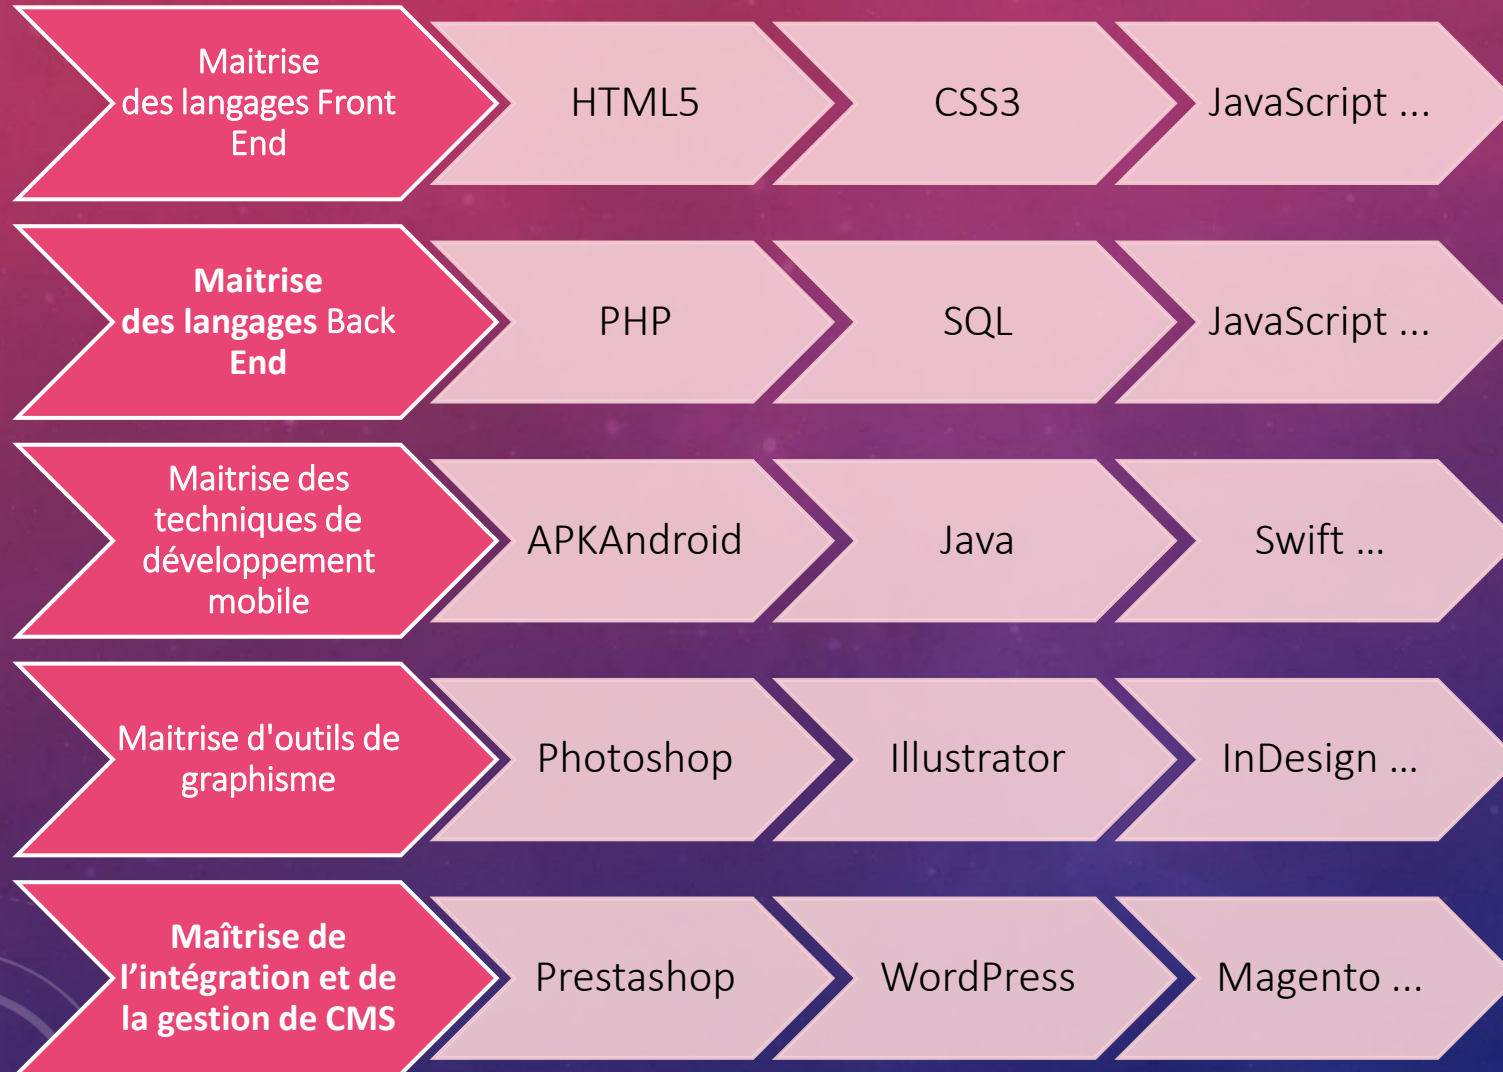 Maitrise
des langages Front
End
HTML5
CSS3
JavaScript ...
Maitrise
des langages Back
End
PHP
SQL
JavaScript ...
Maitrise des
techniques de
développement
mobile
APKAndroid
Java
Swift ...
Maitrise d'outils de
graphisme
Photoshop
Illustrator
InDesign ...
Maîtrise de
l’intégration et de
la gestion de CMS
Prestashop
WordPress
Magento ...